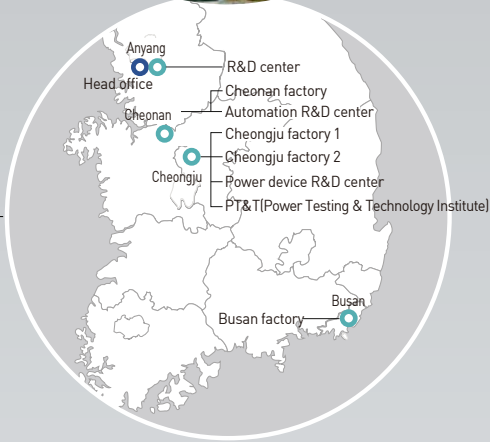 Anyang
R&D center
Head office
Cheonan factory
Automation R&D center
Cheonan
Cheongju factory 1
Cheongju factory 2
Cheongju
Power device R&D center
PT&T(Power Testing & Technology Institute)
Busan
Busan factory